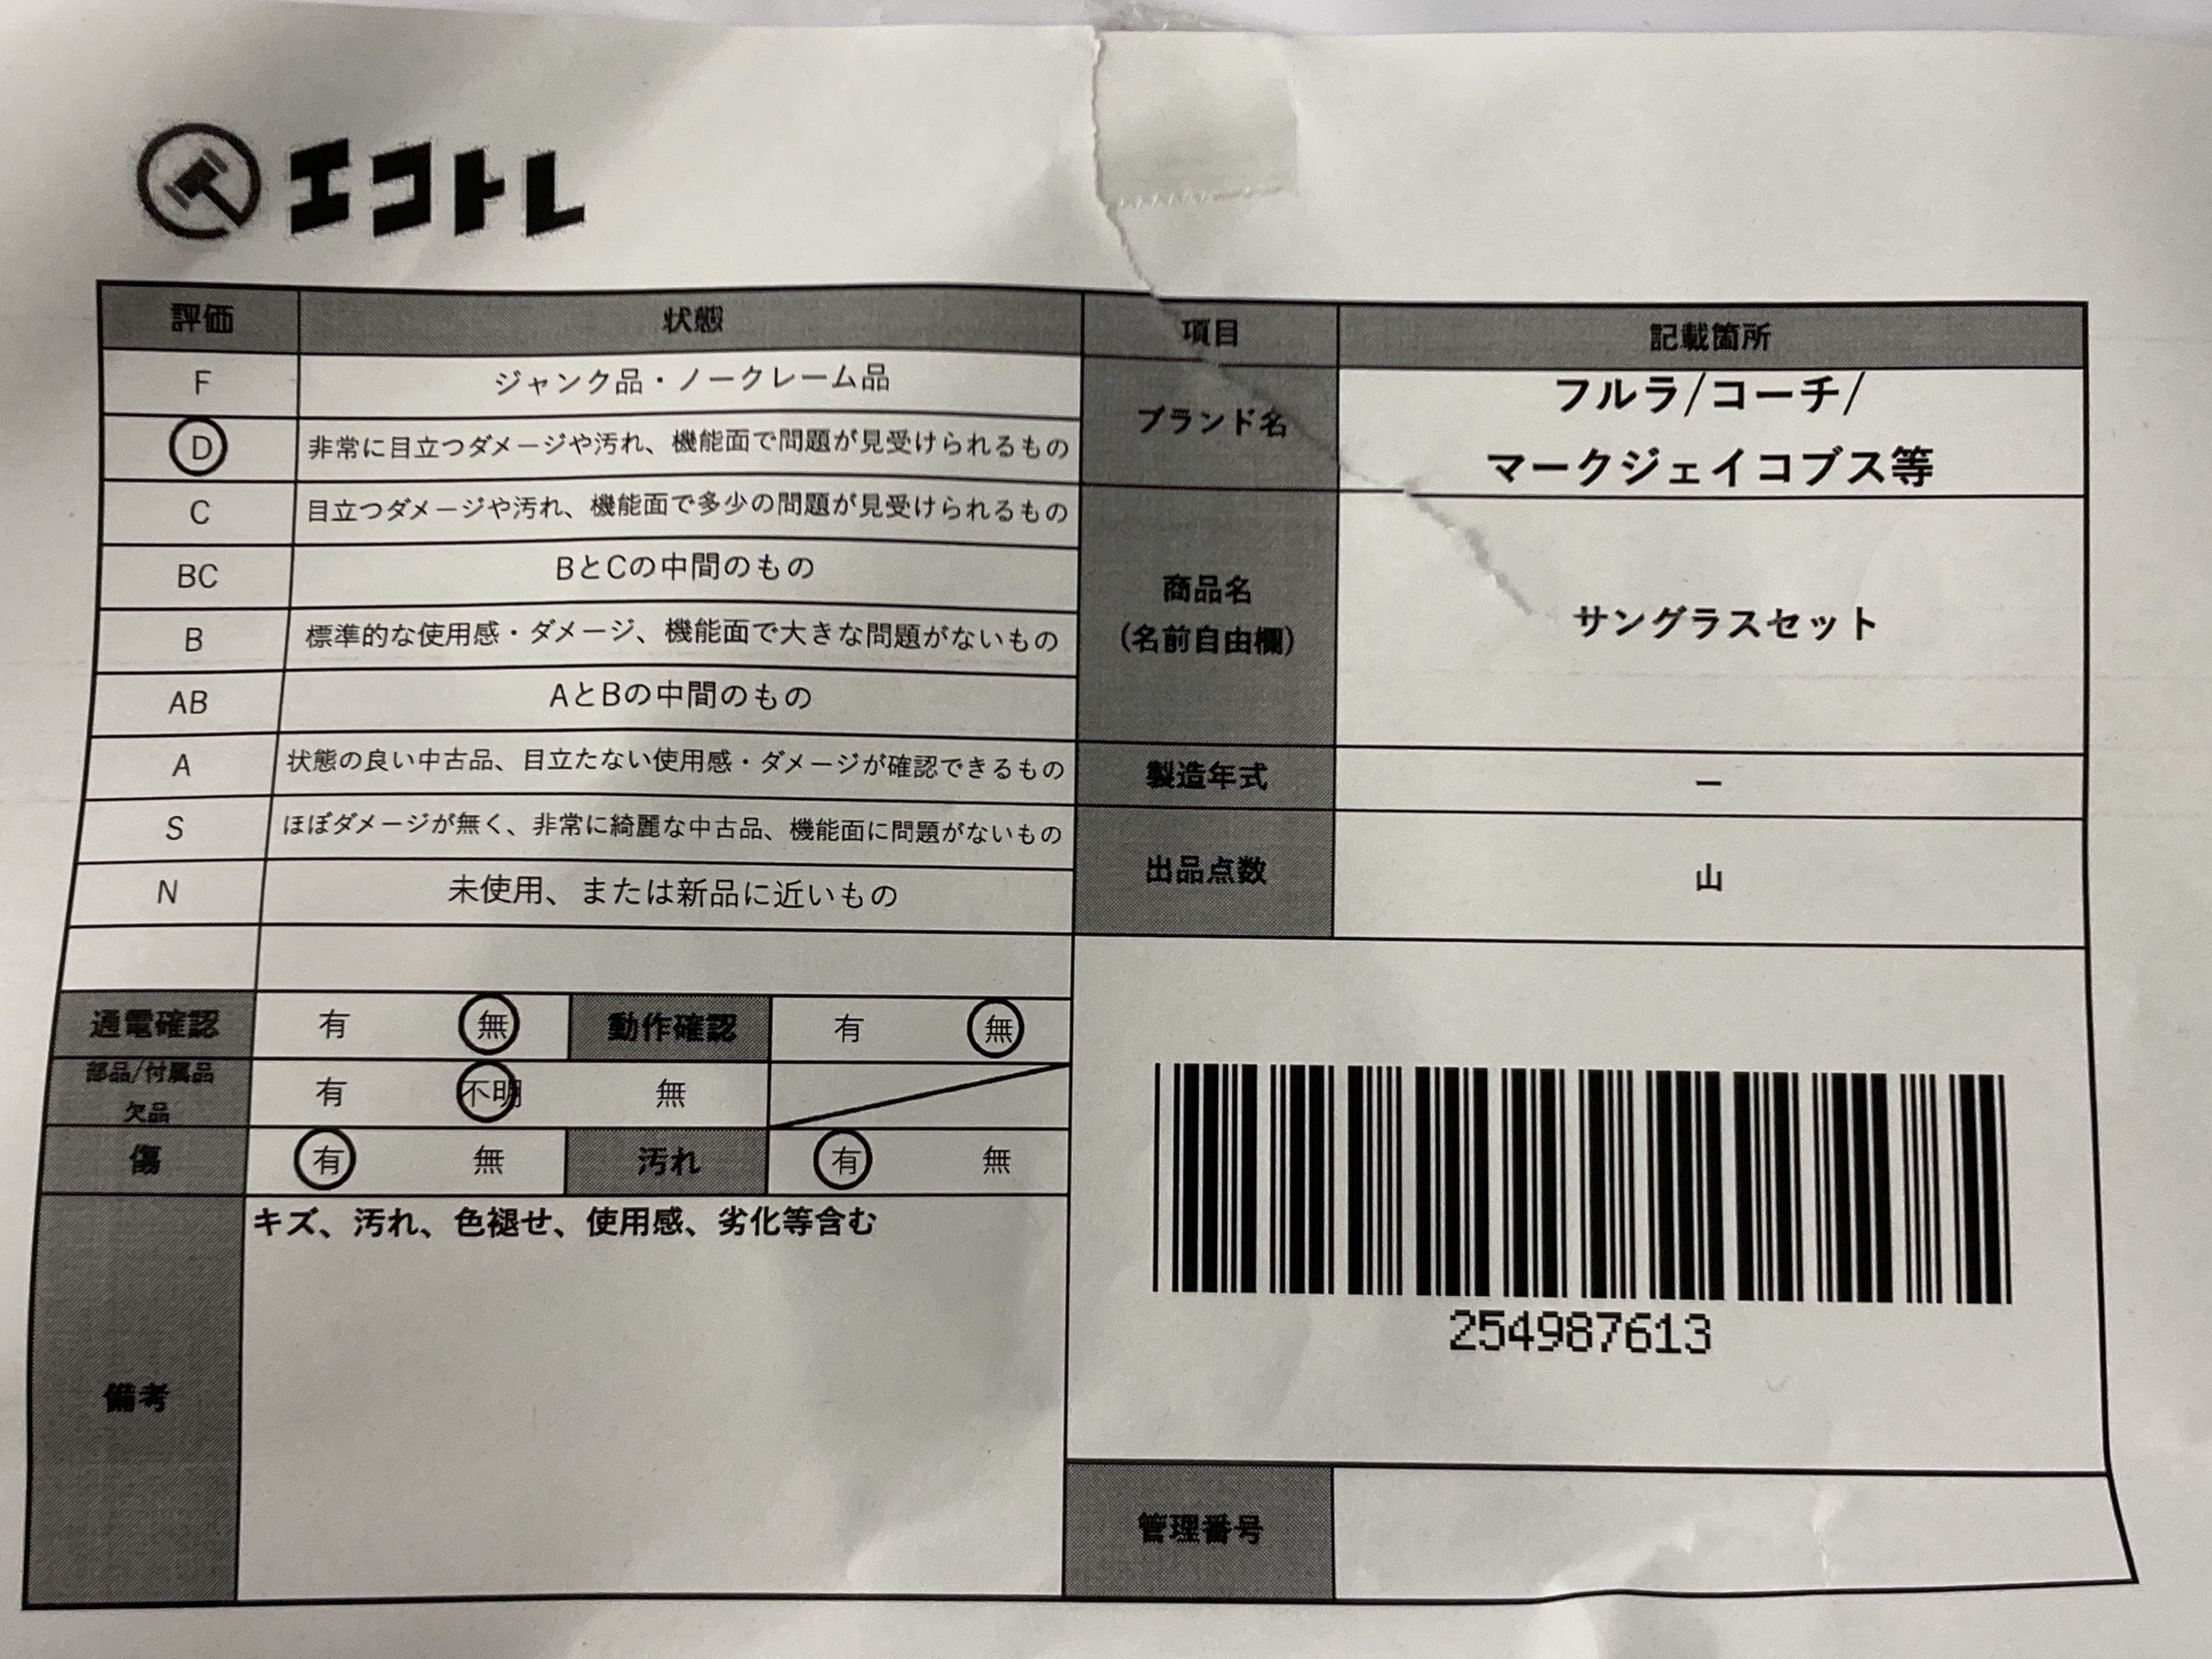 エコトレ
評価 状態
F ジャンク品・ノークレーム品
D 非常に目立つダメージや汚れ、機能面で問題が見受けられるもの
C 目立つダメージや汚れ、機能面で多少の問題が見受けられるもの
BC BとCの中間のもの
B 標準的な使用感・ダメージ、機能面で大きな問題がないもの
AB AとBの中間のもの
A 状態の良い中古品、目立たない使用感・ダメージが確認できるもの
S ほぼダメージが無く、非常に綺麗な中古品、機能面に問題がないもの
N 未使用、または新品に近いもの
通電確認 有 無 動作確認 有 無
部品/付属品
欠品 有 不明 無
傷 有 無 汚れ 有 無
備考 キズ、汚れ、色褪せ、使用感、劣化等含む
項目 記載箇所
ブランド名 フルラ/コーチ/
マークジェイコブス等
商品名
(名前自由欄) サングラスセット
製造年式 ー
出品点数 山
254987613
管理番号